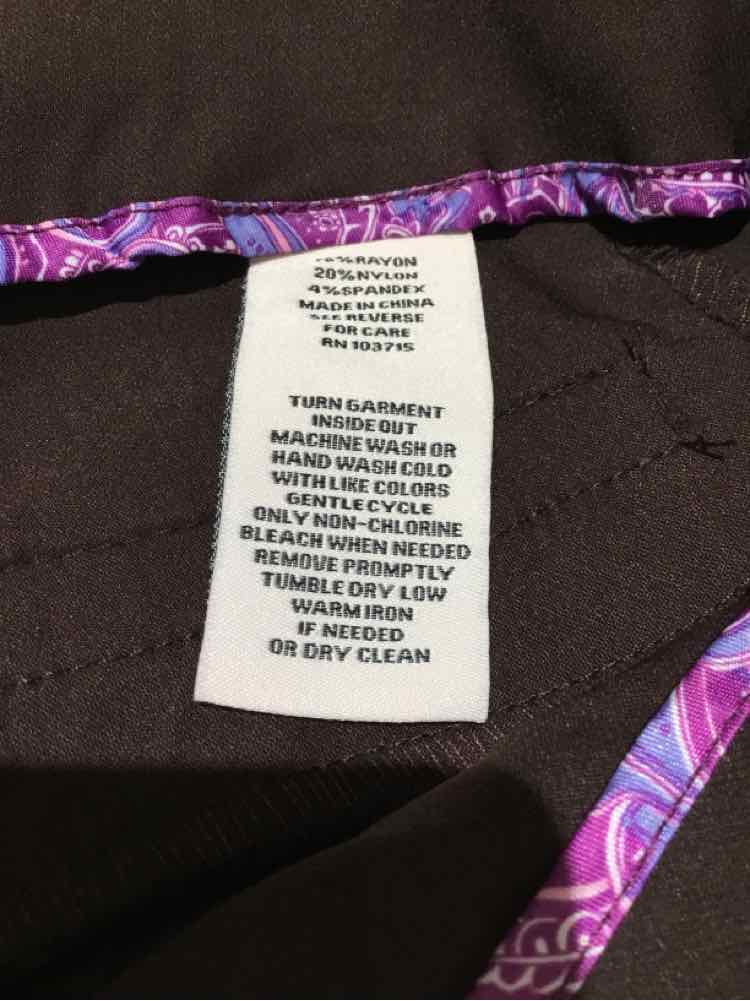 %RAYON
20%NYLON
4%SPANDEX
MADE IN CHINA
SEE REVERSE
FOR CARE
RN 103715
TURN GARMENT
INSIDE OUT
MACHINE WASH OR
HAND WASH COLD
WITH LIKE COLORS
GENTLE CYCLE
ONLY NON-CHLORINE
BLEACH WHEN NEEDED
REMOVE PROMPTLY
TUMBLE DRY LOW
WARM IRON
IF NEEDED
OR DRY CLEAN